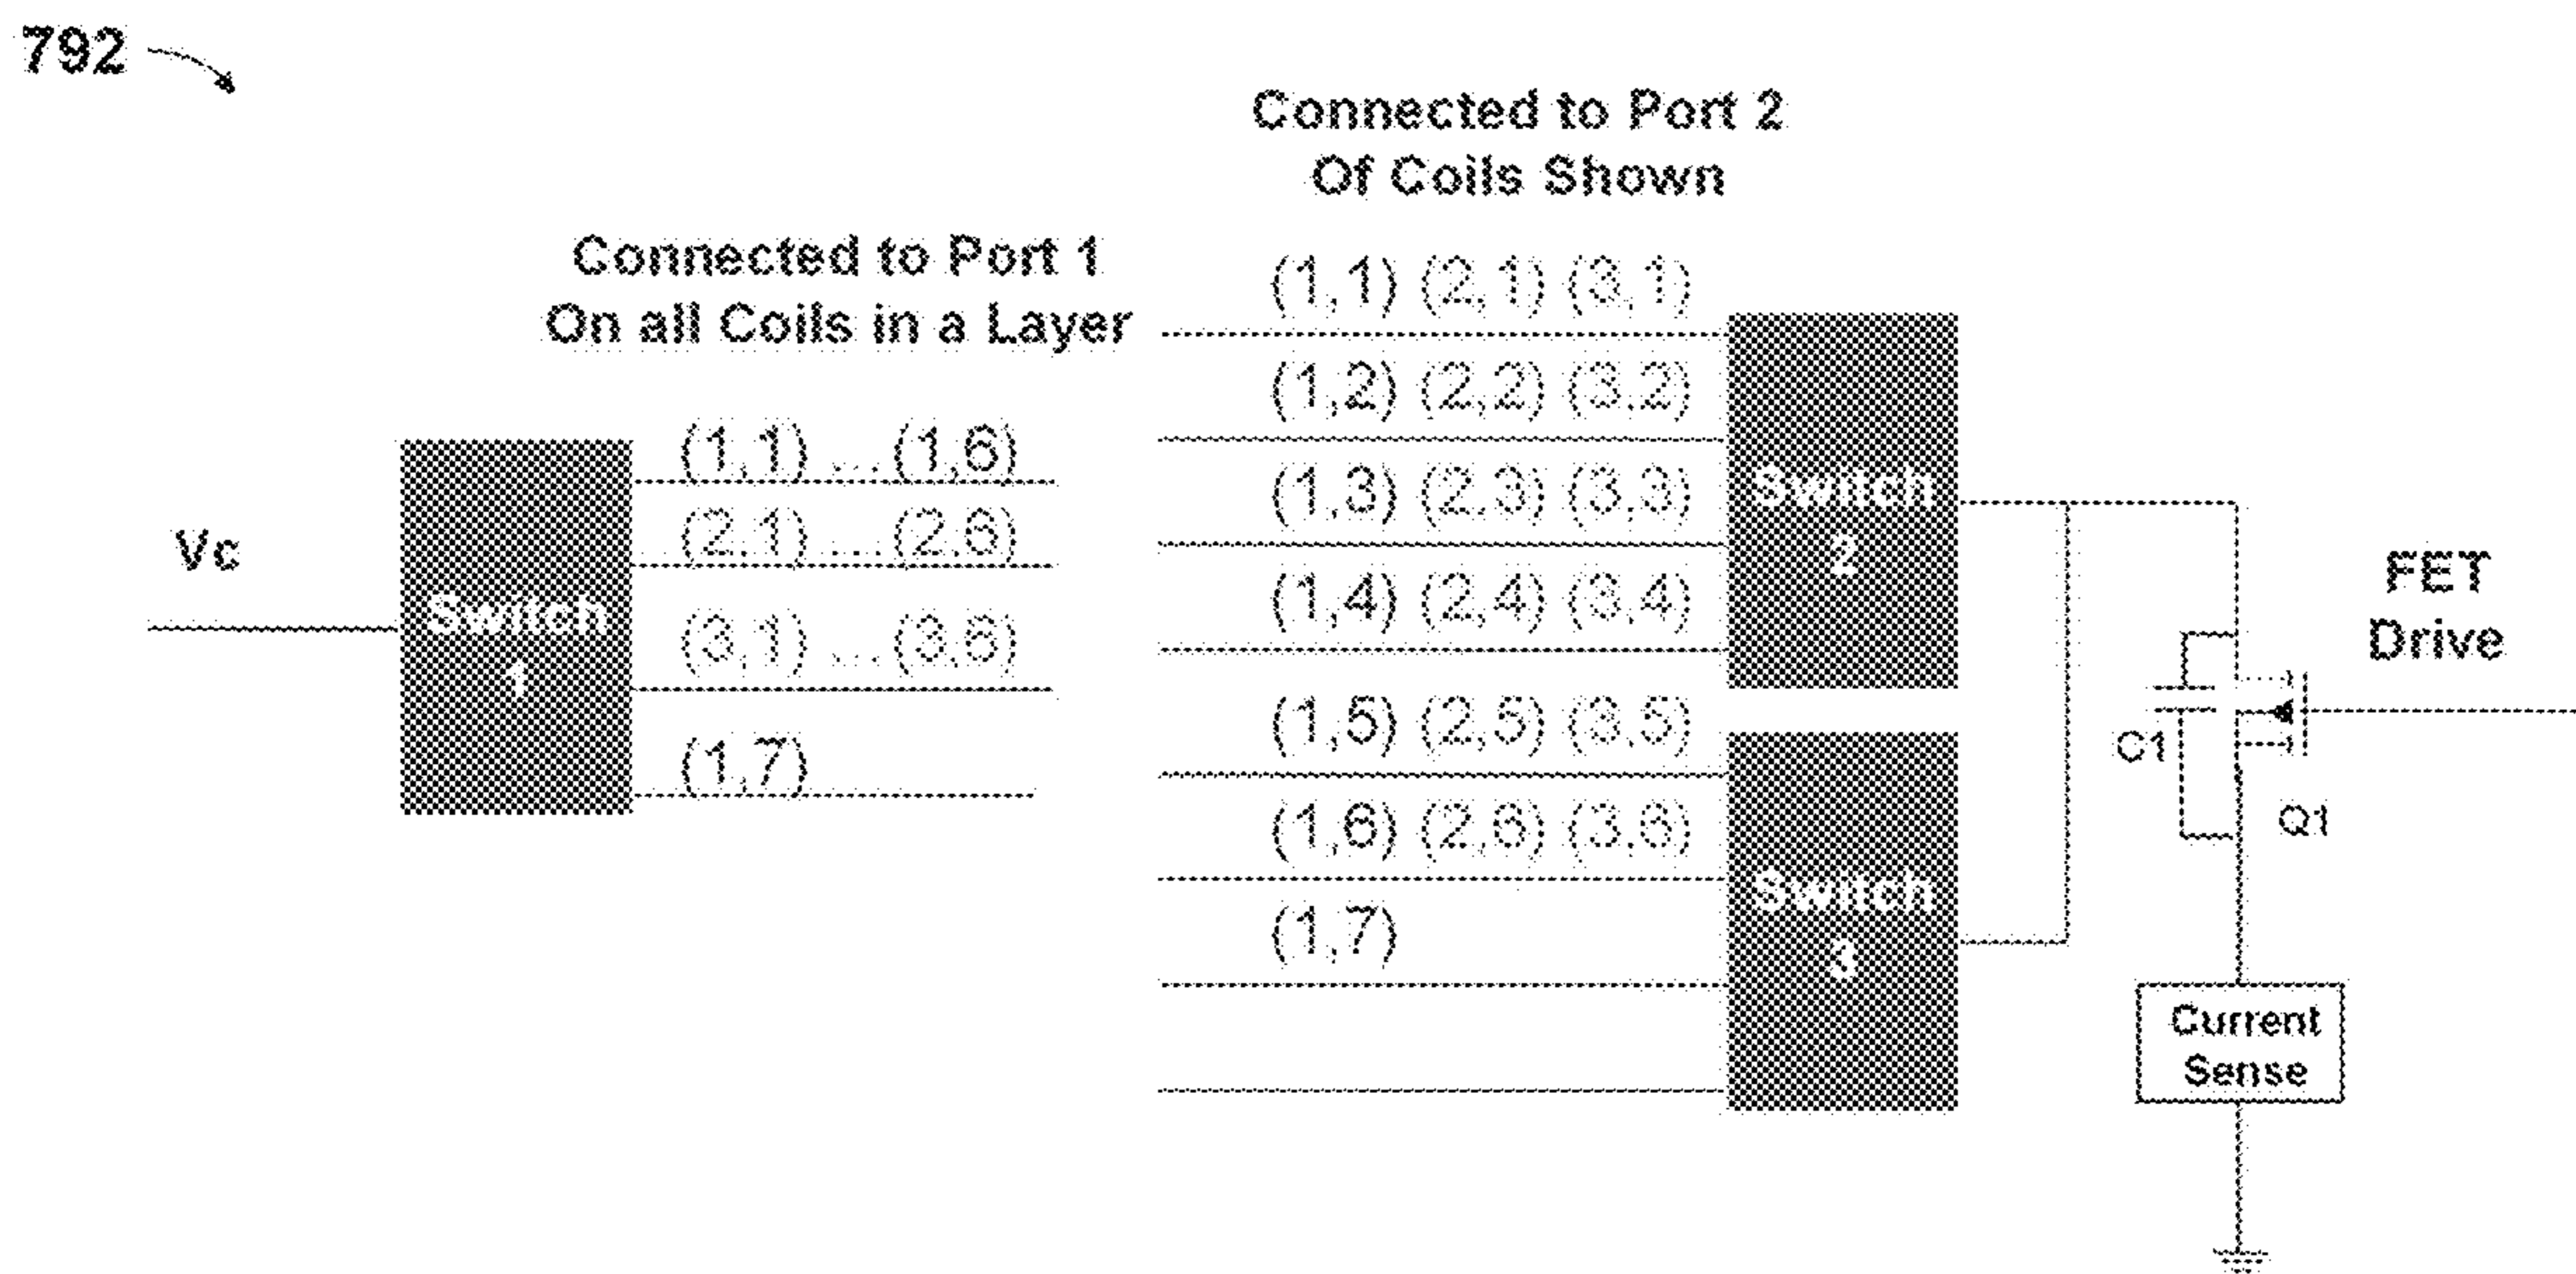 792
Connected to Port 2
Of Coils Shown
Connected to Port 1
On all Coils in a Layer
(1,1) (2,1) (3,1)
(1,2) (2,2) (3,2)
(1,3) (2,3) (3,3)
(1,4) (2,4) (3,4)
(1,5) (2,5) (3,5)
(1,6) (2,6) (3,6)
(1,7)
(1,1) ... (1,6)
(2,1) ... (2,6)
(3,1) ... (3,6)
(1,7)
Vc
Switch
1
Switch
2
Switch
3
FET
Drive
C1
Q1
Current
Sense